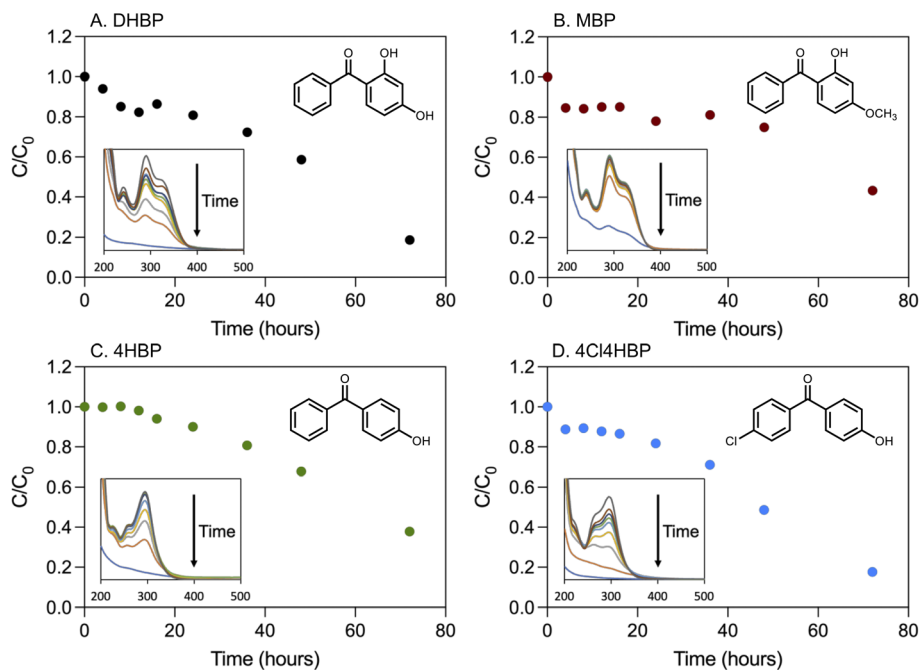 A. DHBP
1.2
1.0
0.8
0.6
0.4
0.2
0.0
C/C0
O
OH
OH
Time
200 300 400 500
0 20 40 60 80
Time (hours)
B. MBP
1.2
1.0
0.8
0.6
0.4
0.2
0.0
C/C0
O
OH
OCH3
Time
200 300 400 500
0 20 40 60 80
Time (hours)
C. 4HBP
1.2
1.0
0.8
0.6
0.4
0.2
0.0
C/C0
O
OH
Time
200 300 400 500
0 20 40 60 80
Time (hours)
D. 4Cl4HBP
1.2
1.0
0.8
0.6
0.4
0.2
0.0
C/C0
O
Cl
OH
Time
200 300 400 500
0 20 40 60 80
Time (hours)